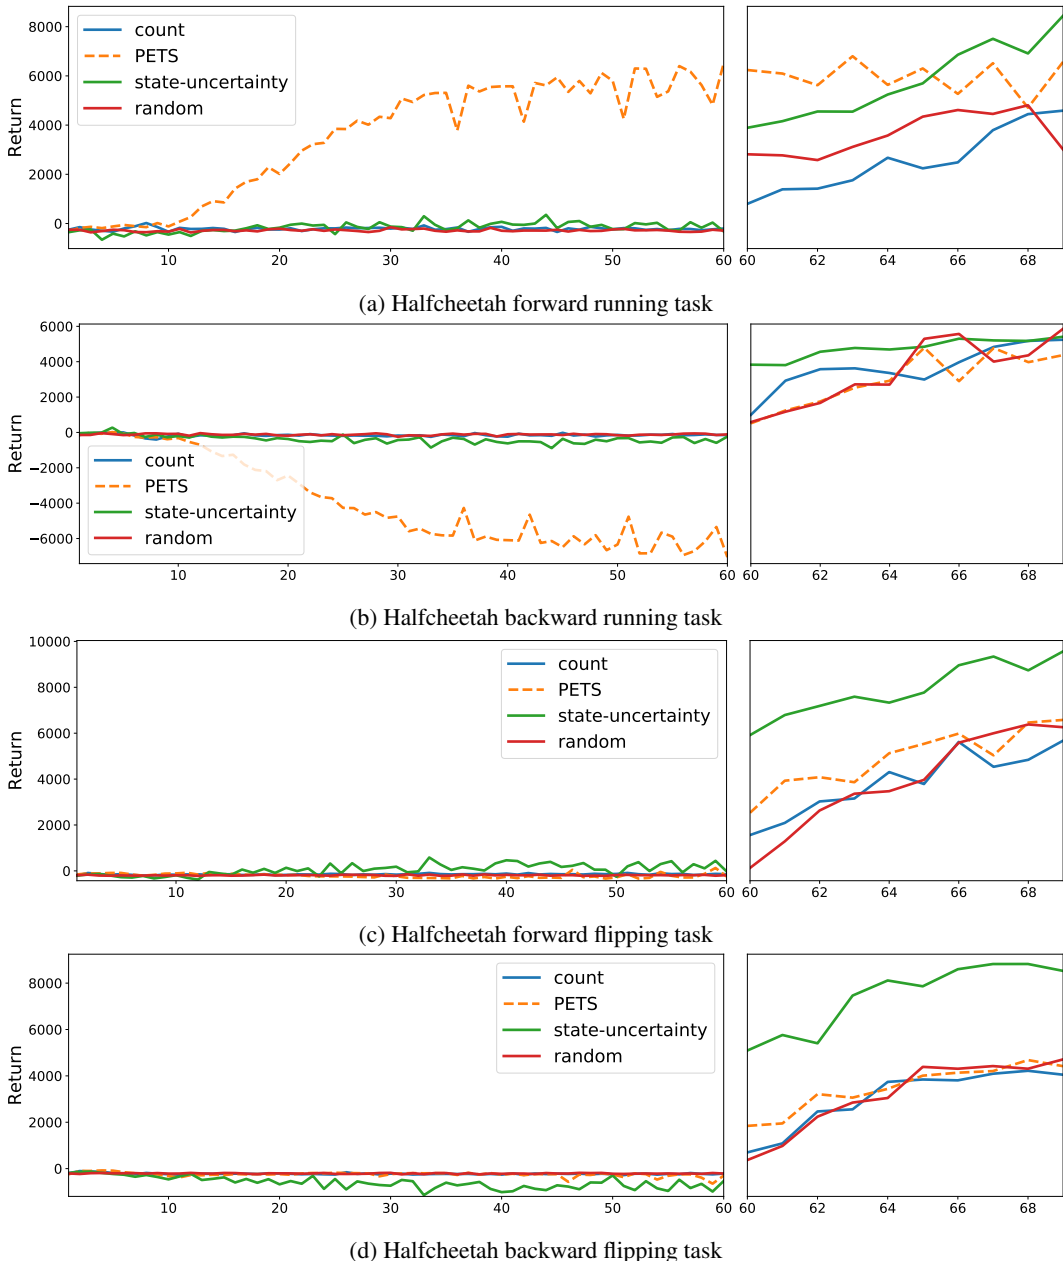 8000
6000
4000
2000
0
Return
count
PETS
state-uncertainty
random
10 20 30 40 50 60
60 62 64 66 68
(a) Halfcheetah forward running task
6000
4000
2000
0
−2000
−4000
−6000
Return
count
PETS
state-uncertainty
random
10 20 30 40 50 60
60 62 64 66 68
(b) Halfcheetah backward running task
10000
8000
6000
4000
2000
0
Return
count
PETS
state-uncertainty
random
10 20 30 40 50 60
60 62 64 66 68
(c) Halfcheetah forward flipping task
8000
6000
4000
2000
0
Return
count
PETS
state-uncertainty
random
10 20 30 40 50 60
60 62 64 66 68
(d) Halfcheetah backward flipping task